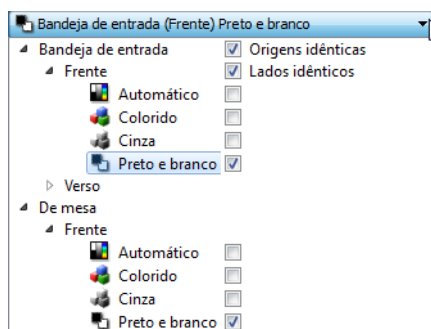 Bandeja de entrada (Frente) Preto e branco
Bandeja de entrada Origens idênticas
Frente Lados idênticos
Automático
Colorido
Cinza
Preto e branco
Verso
De mesa
Frente
Automático
Colorido
Cinza
Preto e branco